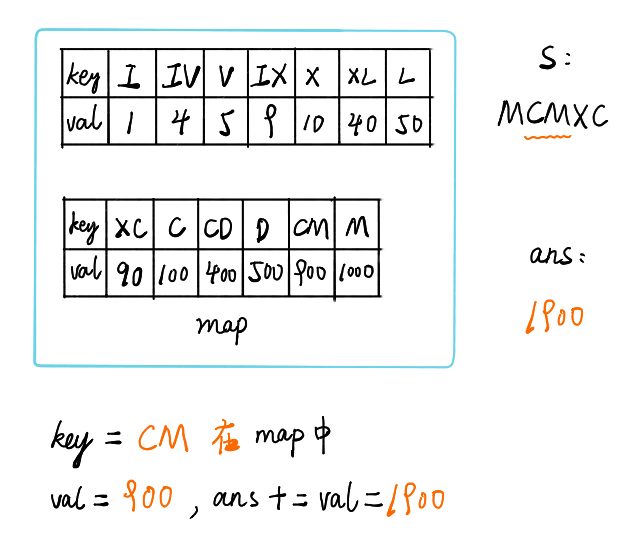 key I IV V IX X XL L
val 1 4 5 9 10 40 50
key XC C CD D CM M
val 90 100 400 500 900 1000
map
S:
MCMXC
ans:
1900
key = CM 在 map 中
val = 900 , ans += val = 1900